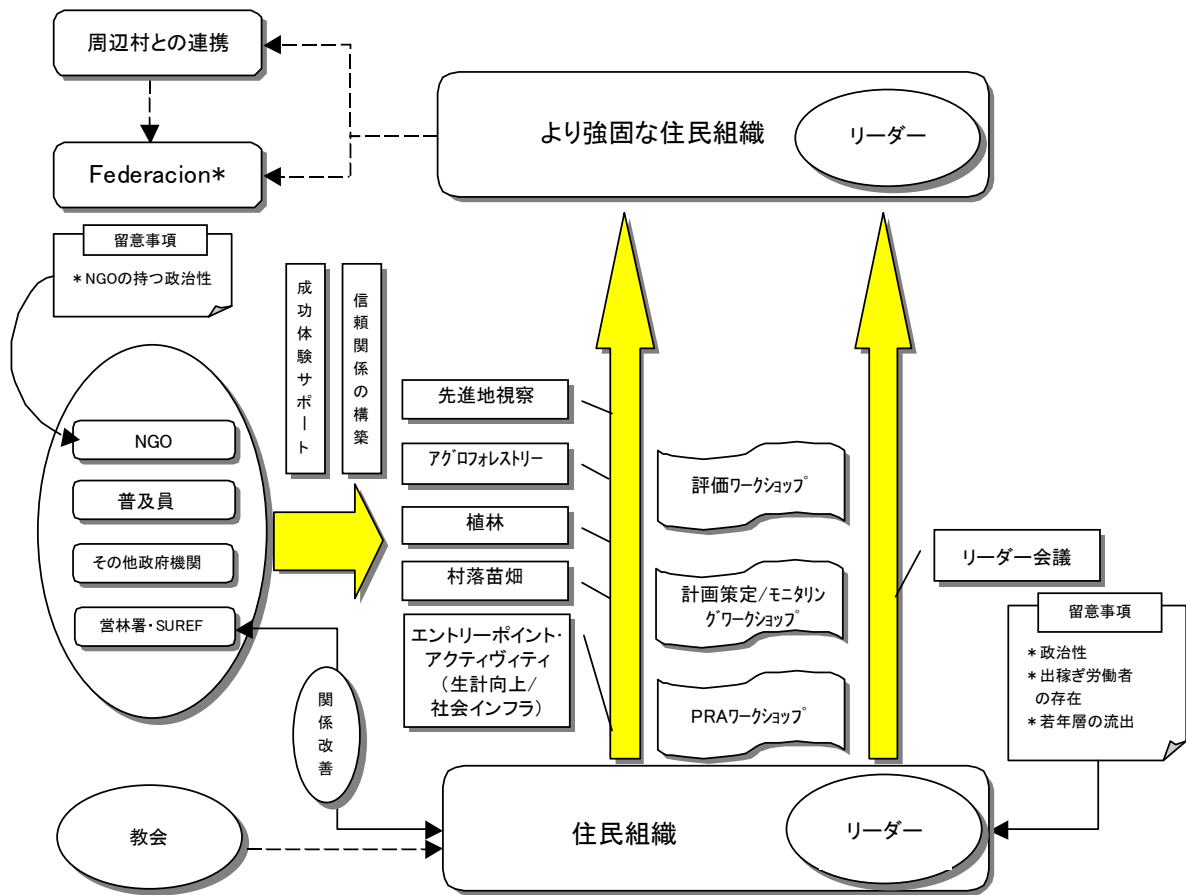 周辺村との連携
Federacion*
より強固な住民組織
リーダー
留意事項
*NGOの持つ政治性
成功体験サポート
信頼関係の構築
NGO
普及員
その他政府機関
営林署・SUREF
先進地視察
アグロフォレストリー
植林
村落苗畑
エントリーポイント・
アクティヴィティ
（生計向上/
社会インフラ）
評価ワークショップ
計画策定/モニタリン
グワークショップ
PRAワークショップ
リーダー会議
留意事項
*政治性
*出稼ぎ労働者
の存在
*若年層の流出
関係改善
教会
住民組織
リーダー